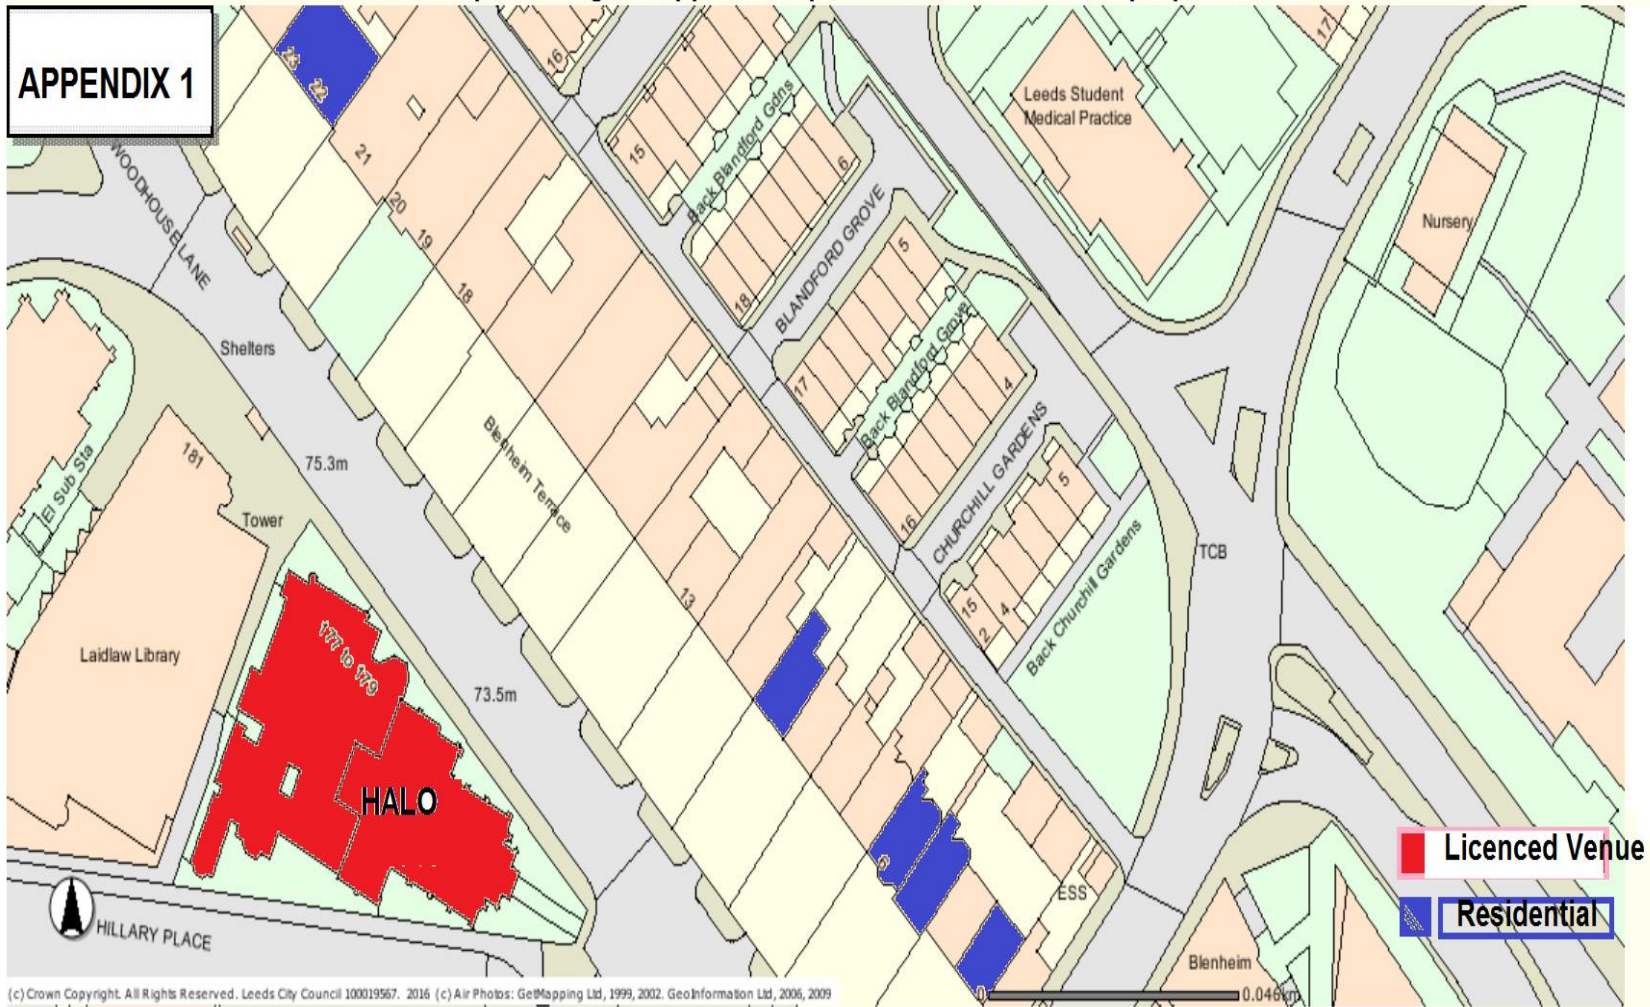 APPENDIX 1
23
22
21
20
19
18
16
15
Back Blandford Gdns
6
18
BLANDFORD GROVE
5
17
Back Blandford Grove
4
16
CHURCHILL GARDENS
5
15
2
4
Back Churchill Gardens
Leeds Student
Medical Practice
17
Nursery
TCB
WOODHOUSE LANE
Shelters
75.3m
181
El Sub Sta
Tower
Blenheim Terrace
13
Laidlaw Library
177 to 179
73.5m
HALO
6
ESS
Blenheim
HILLARY PLACE
Licenced Venue
Residential
0
0.046km
(c) Crown Copyright. All Rights Reserved. Leeds City Council 100019567. 2016 (c) Air Photos: GetMapping Ltd, 1999, 2002. GeoInformation Ltd, 2006, 2009